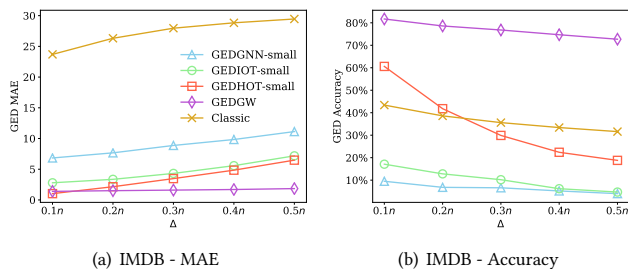 30
25
20
15
10
5
0
GED MAE
GEDGNN-small
GEDIOT-small
GEDHOT-small
GEDGW
Classic
0.1n 0.2n 0.3n 0.4n 0.5n
Δ
(a) IMDB - MAE
80%
70%
60%
50%
40%
30%
20%
10%
GED Accuracy
0.1n 0.2n 0.3n 0.4n 0.5n
Δ
(b) IMDB - Accuracy